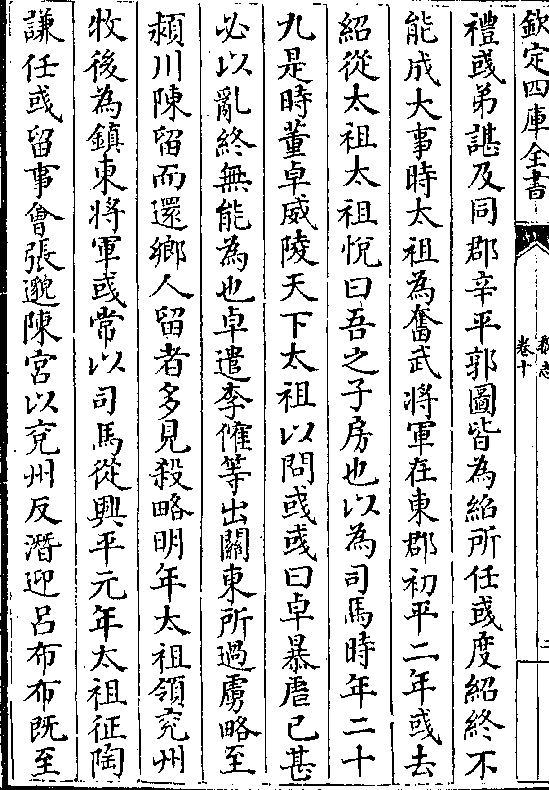 欽定四庫全書
魏志
卷十
禮彧弟諶及同郡辛平郭圖皆為紹所任彧度紹終不
能成大事時太祖為奮武將軍在東郡初平二年彧去
紹從太祖太祖悅曰吾之子房也以為司馬時年二十
九是時董卓威陵天下太祖以問彧彧曰卓暴虐已甚
必以亂終無能為也卓遣李傕等出關東所過虜略至
潁川陳留而還鄉人留者多見殺略明年太祖領兖州
牧後為鎮東將軍彧常以司馬從興平元年太祖征陶
謙任彧留事會張邈陳宮以兖州反潛迎呂布布既至